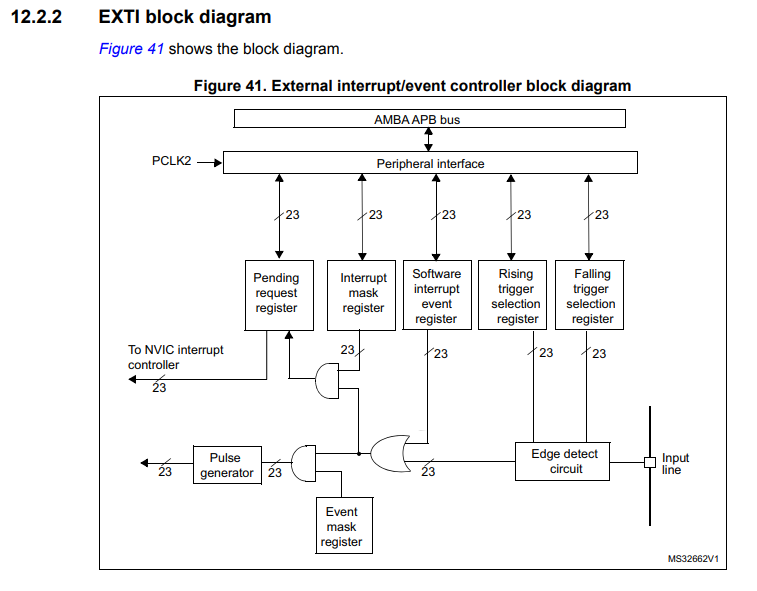 12.2.2 EXTI block diagram
Figure 41 shows the block diagram.
Figure 41. External interrupt/event controller block diagram
AMBA APB bus
PCLK2
Peripheral interface
23
23
23
23
23
Pending
request
register
Interrupt
mask
register
Software
interrupt
event
register
Rising
trigger
selection
register
Falling
trigger
selection
register
To NVIC interrupt
controller
23
23
23
23
23
Pulse
generator
23
23
23
Edge detect
circuit
Input
line
Event
mask
register
MS32662V1